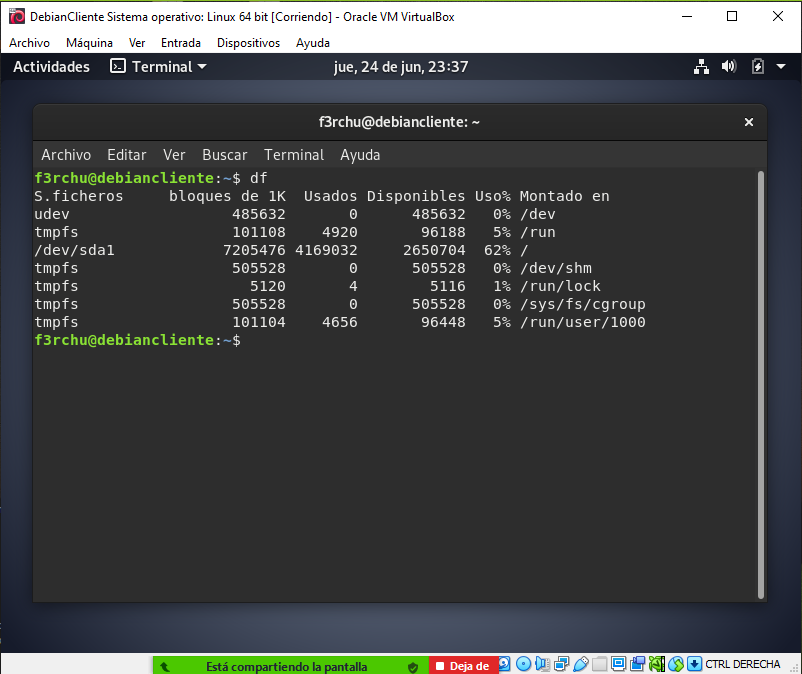 DebianCliente Sistema operativo: Linux 64 bit [Corriendo] - Oracle VM VirtualBox
Archivo Máquina Ver Entrada Dispositivos Ayuda
Actividades Terminal jue, 24 de jun, 23:37
f3rchu@debiancliente: ~
Archivo Editar Ver Buscar Terminal Ayuda
f3rchu@debiancliente:~$ df
S.ficheros     bloques de 1K  Usados Disponibles Uso% Montado en
udev                  485632       0      485632   0% /dev
tmpfs                 101108    4920       96188   5% /run
/dev/sda1            7205476 4169032     2650704  62% /
tmpfs                 505528       0      505528   0% /dev/shm
tmpfs                   5120       4        5116   1% /run/lock
tmpfs                 505528       0      505528   0% /sys/fs/cgroup
tmpfs                 101104    4656       96448   5% /run/user/1000
f3rchu@debiancliente:~$
Está compartiendo la pantalla Deja de CTRL DERECHA